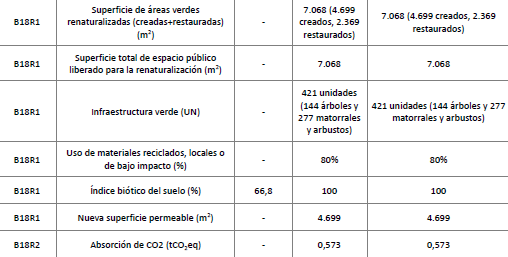 B18R1 Superficie de áreas verdes renaturalizadas (creadas+restauradas) (m²) - 7.068 (4.699 creados, 2.369 restaurados) 7.068 (4.699 creados, 2.369 restaurados)
B18R1 Superficie total de espacio público liberado para la renaturalización (m²) - 7.068 7.068
B18R1 Infraestructura verde (UN) - 421 unidades (144 árboles y 277 matorrales y arbustos) 421 unidades (144 árboles y 277 matorrales y arbustos)
B18R1 Uso de materiales reciclados, locales o de bajo impacto (%) - 80% 80%
B18R1 Índice biótico del suelo (%) 66,8 100 100
B18R1 Nueva superficie permeable (m²) - 4.699 4.699
B18R2 Absorción de CO2 (tCO₂eq) - 0,573 0,573